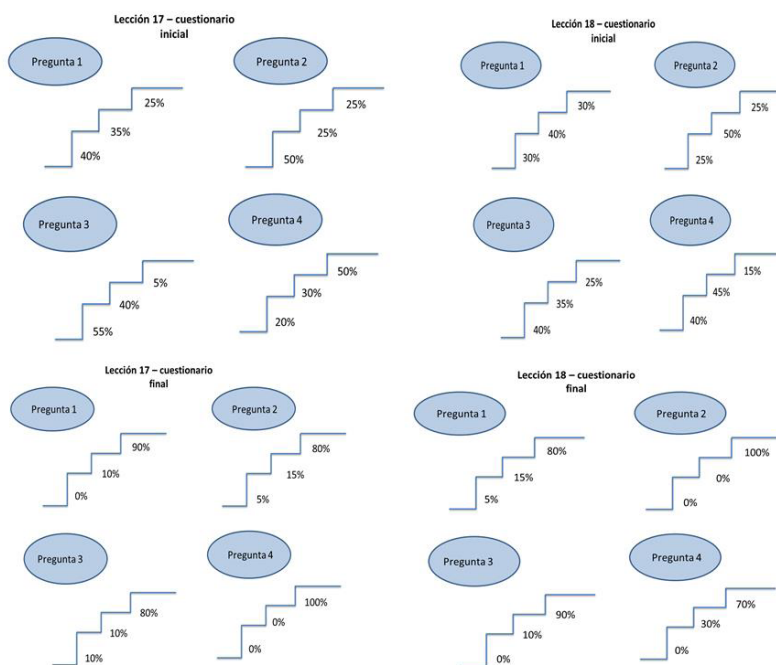 Lección 17 – cuestionario
inicial
Pregunta 1
25%
35%
40%
Pregunta 2
25%
25%
50%
Pregunta 3
5%
40%
55%
Pregunta 4
50%
30%
20%
Lección 18 – cuestionario
inicial
Pregunta 1
30%
40%
30%
Pregunta 2
25%
50%
25%
Pregunta 3
25%
35%
40%
Pregunta 4
15%
45%
40%
Lección 17 – cuestionario
final
Pregunta 1
90%
10%
0%
Pregunta 2
80%
15%
5%
Pregunta 3
80%
10%
10%
Pregunta 4
100%
0%
0%
Lección 18 – cuestionario
final
Pregunta 1
80%
15%
5%
Pregunta 2
100%
0%
0%
Pregunta 3
90%
10%
0%
Pregunta 4
70%
30%
0%